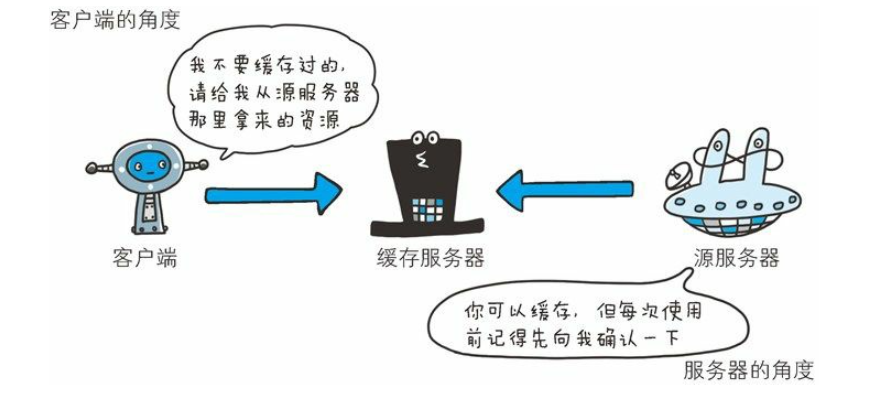 客户端的角度
我不要缓存过的,
请给我从源服务器
那里拿来的资源
客户端
缓存服务器
源服务器
你可以缓存, 但每次使用
前记得先向我确认一下
服务器的角度